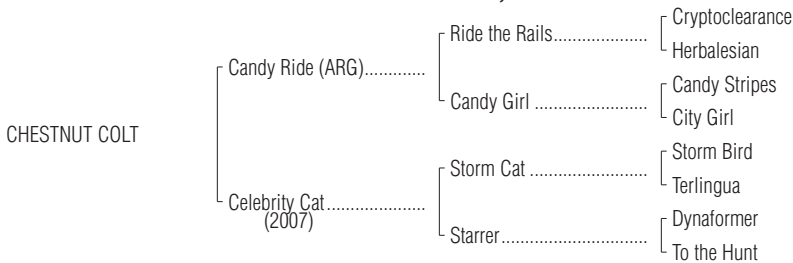 Cryptoclearance
Ride the Rails....................
Herbalesian
Candy Ride (ARG).............
Candy Stripes
Candy Girl ........................
City Girl
CHESTNUT COLT
Storm Bird
Storm Cat .........................
Terlingua
Celebrity Cat.....................
(2007)
Dynaformer
Starrer...............................
To the Hunt